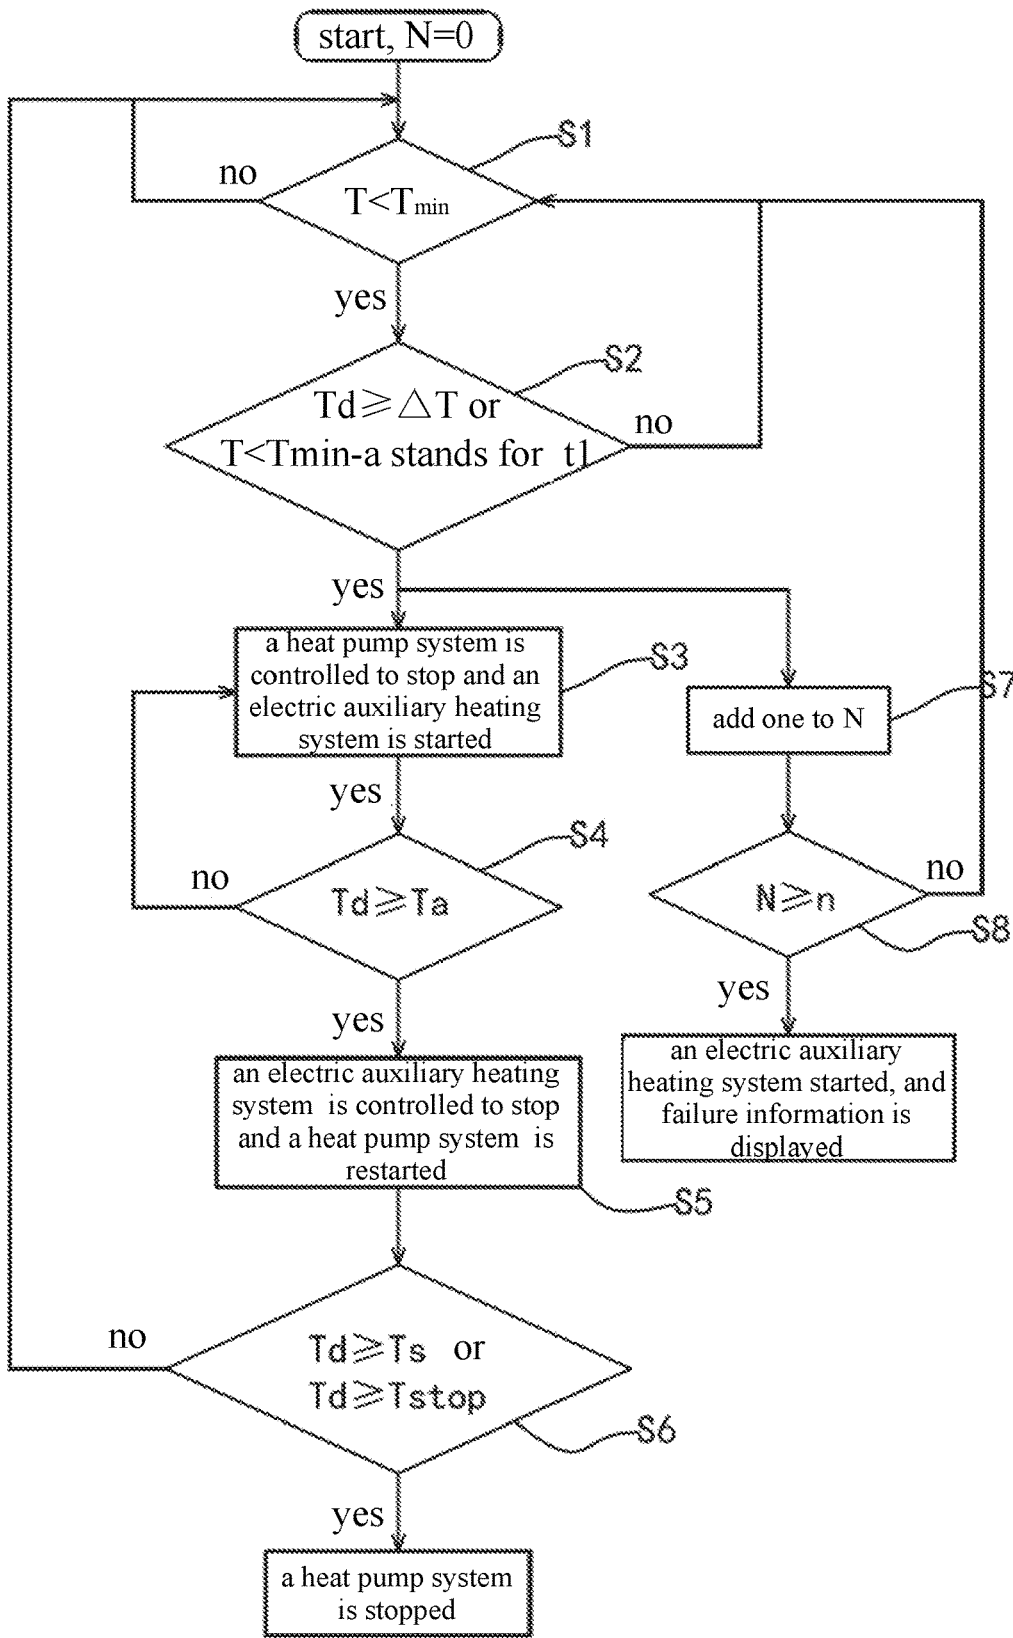 start, N=0
S1
no
T<Tmin
yes
S2
Td≥△T or
no
T<Tmin-a stands for t1
yes
a heat pump system is
controlled to stop and an
electric auxiliary heating
system is started
S3
S7
add one to N
yes
S4
no
Td≥Ta
no
N≥n
S8
yes
yes
an electric auxiliary heating
system is controlled to stop
and a heat pump system is
restarted
an electric auxiliary
heating system started, and
failure information is
displayed
S5
no
Td≥Ts or
Td≥Tstop
S6
yes
a heat pump system
is stopped